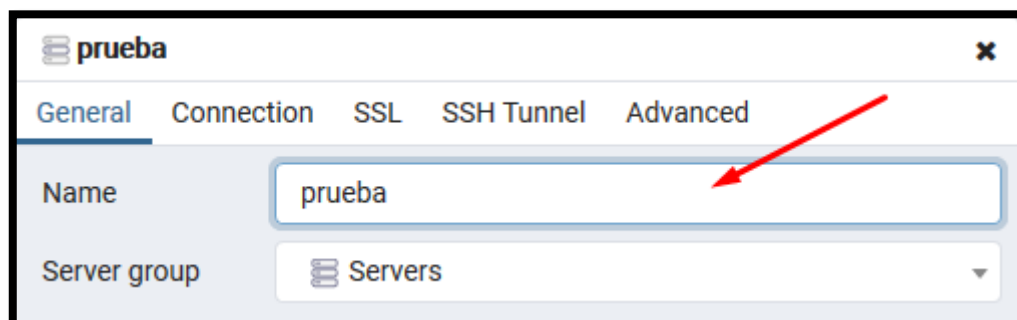 prueba
General Connection SSL SSH Tunnel Advanced
Name prueba
Server group Servers